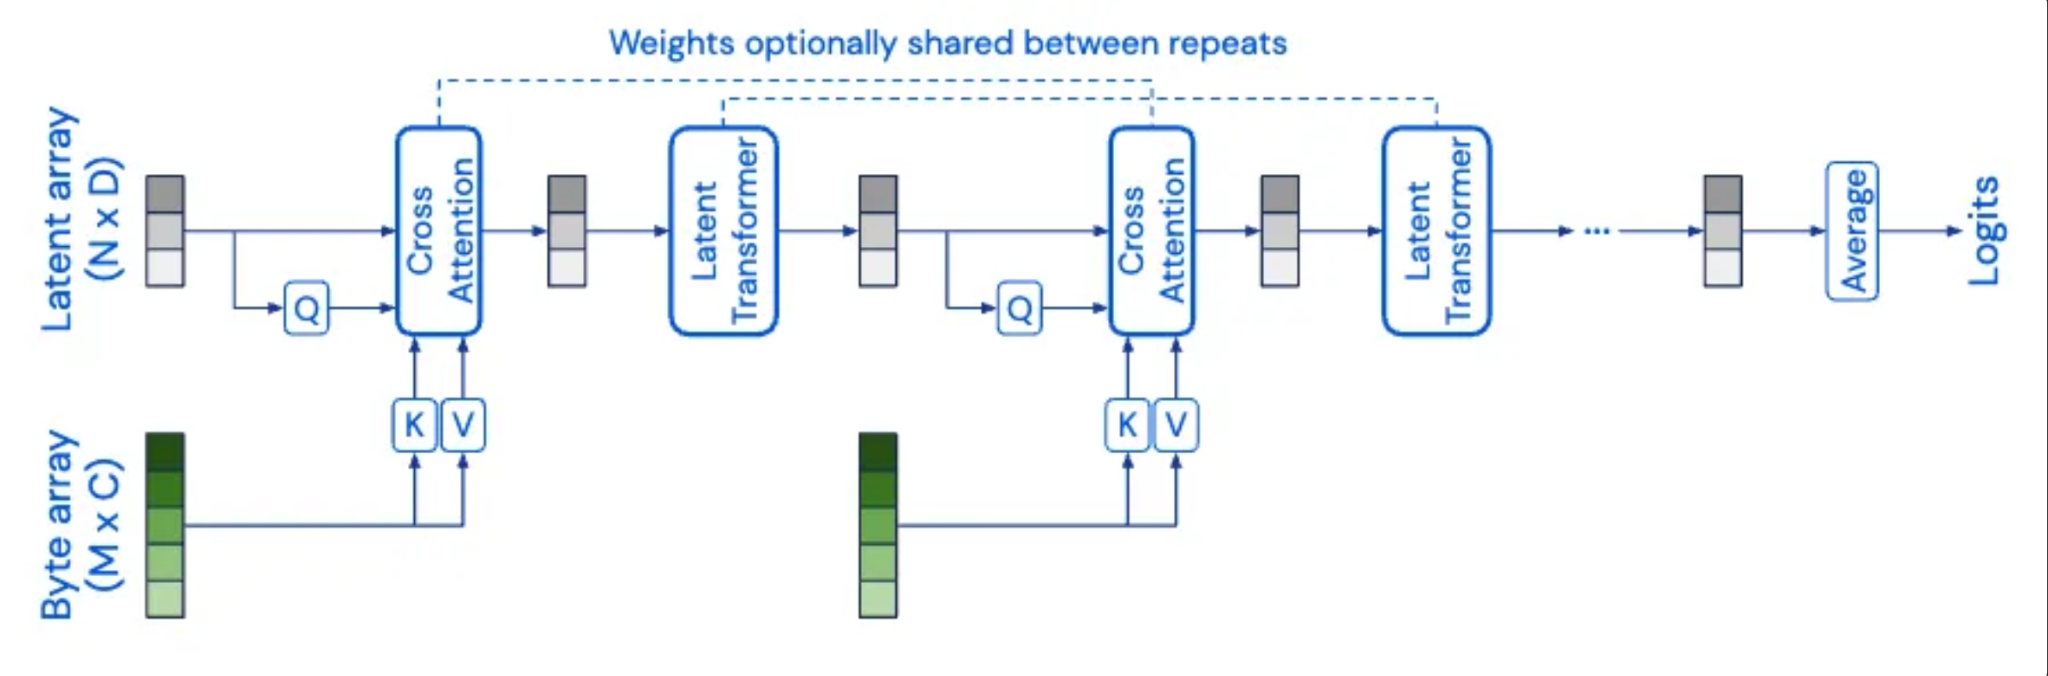 Weights optionally shared between repeats
Latent array
(N x D)
Q
Cross
Attention
Latent
Transformer
Q
Cross
Attention
Latent
Transformer
...
Average
Logits
K
V
K
V
Byte array
(M x C)